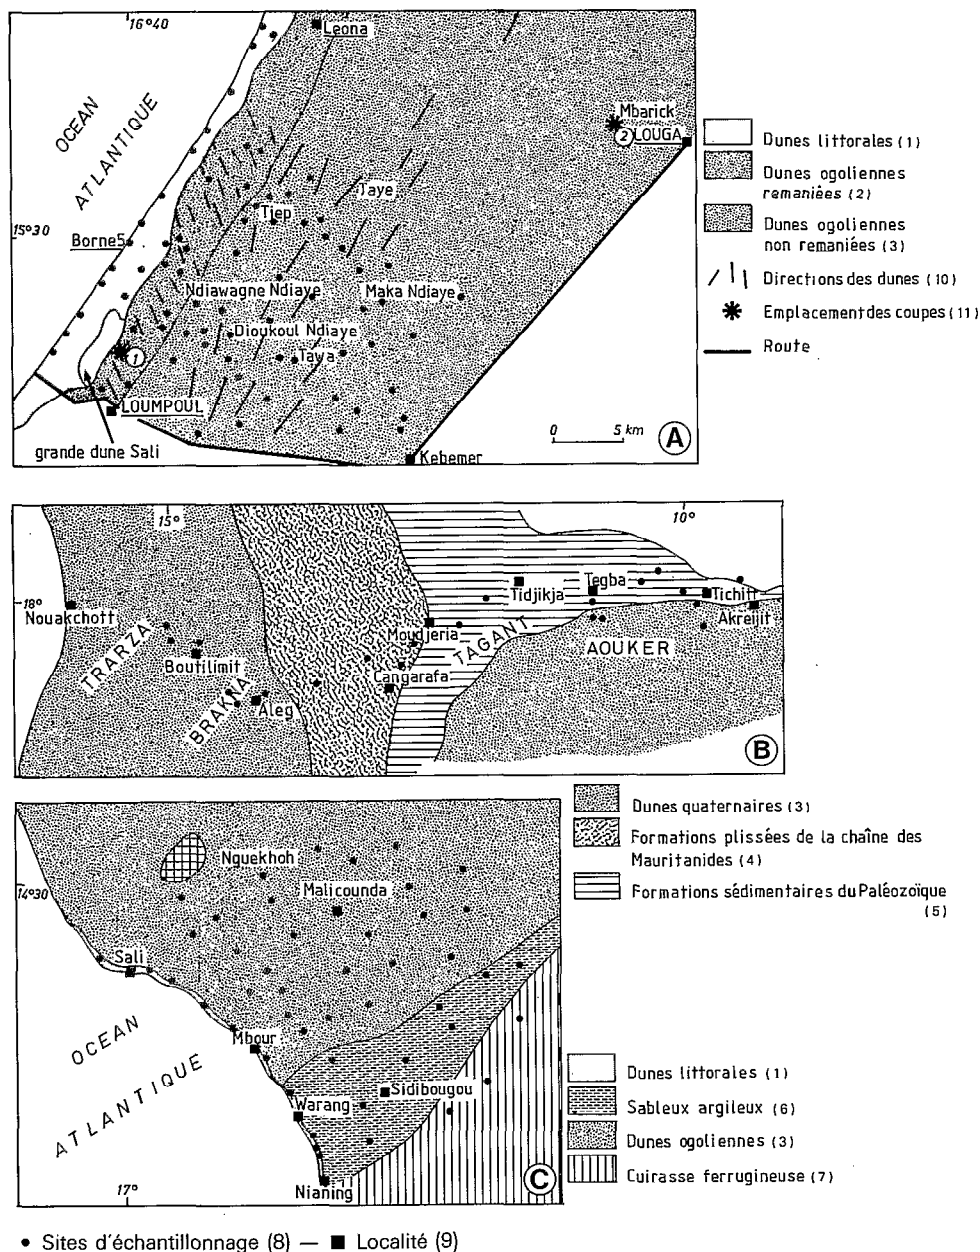 16°40
Leona
OCEAN
ATLANTIQUE
Mbarick
2
LOUGA
Taye
Tiep
15°30
Borne5
Ndiawagne Ndiaye
Maka Ndiaye
Dioukoul Ndiaye
Tawa
1
LOUMPOUL
grande dune Sali
Kebemer
0 5 km
A
Dunes littorales (1)
Dunes ogoliennes
remaniées (2)
Dunes ogoliennes
non remaniées (3)
Directions des dunes (10)
Emplacement des coupes (11)
Route
15°
10°
18°
Nouakchott
TRARZA
Boutilimit
BRAKNA
Aleg
Moudjeria
Cangarafa
TAGANT
Tidjikja
Tegba
Tichitt
Akreijit
AOUKER
B
Dunes quaternaires (3)
Formations plissées de la chaîne des
Mauritanides (4)
Formations sédimentaires du Paléozoïque
(5)
Nguekhoh
14°30
Malicounda
Sali
OCEAN
ATLANTIQUE
Mbour
Warang
Sidibougou
Nianing
17°
C
Dunes littorales (1)
Sableux argileux (6)
Dunes ogoliennes (3)
Cuirasse ferrugineuse (7)
• Sites d'échantillonnage (8) — ■ Localité (9)